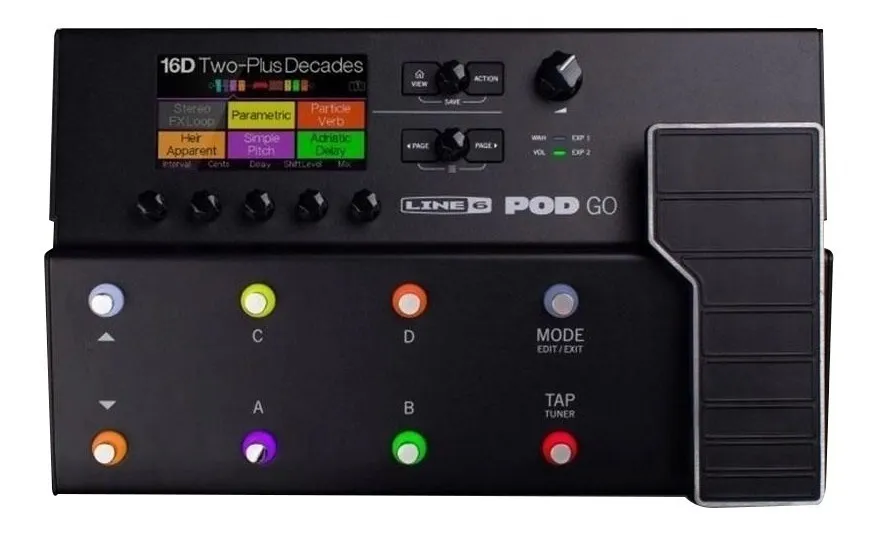 16D Two-Plus Decades
Stereo
FX Loop
Parametric
Particle
Verb
Heir
Apparent
Simple
Pitch
Adriatic
Delay
Interval Cents Delay Shift Level Mix
VIEW
ACTION
SAVE
PAGE
PAGE
WAH EXP 1
VOL EXP 2
LINE 6 POD GO
C
D
MODE
EDIT / EXIT
A
B
TAP
TUNER